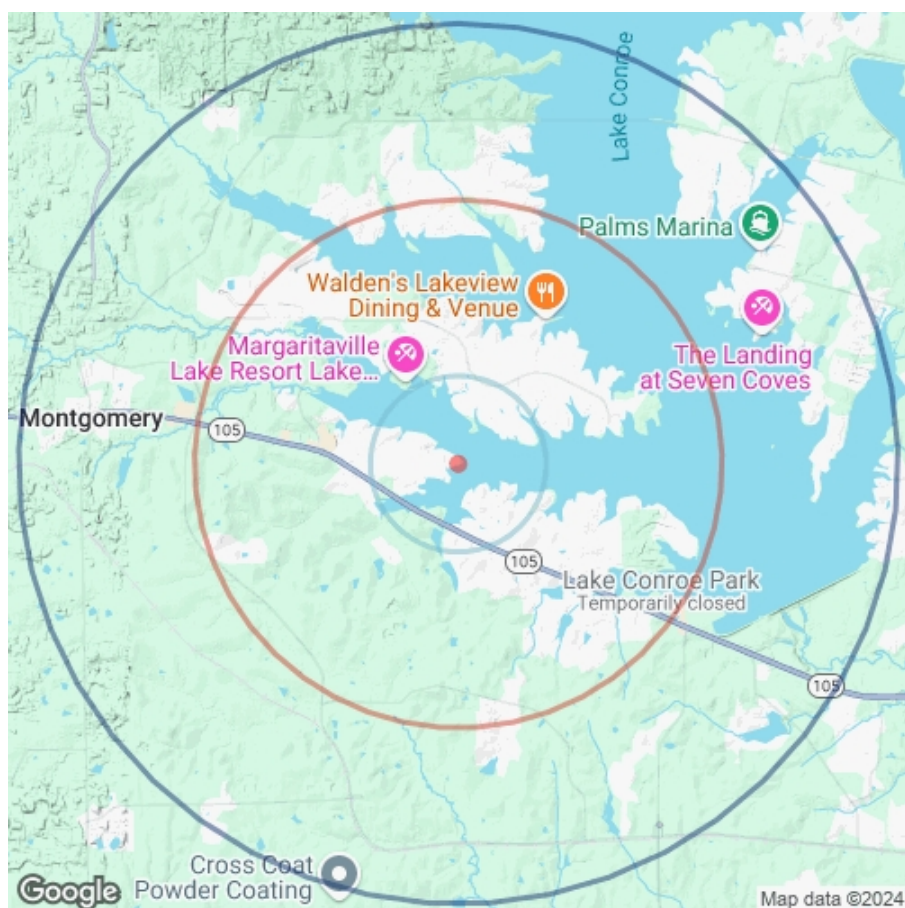 Lake Conroe
Palms Marina
Walden's Lakeview
Dining & Venue
Margaritaville
Lake Resort Lake...
The Landing
at Seven Coves
Montgomery
105
105
Lake Conroe Park
Temporarily closed
105
Cross Coat
Powder Coating
Google
Map data ©2024